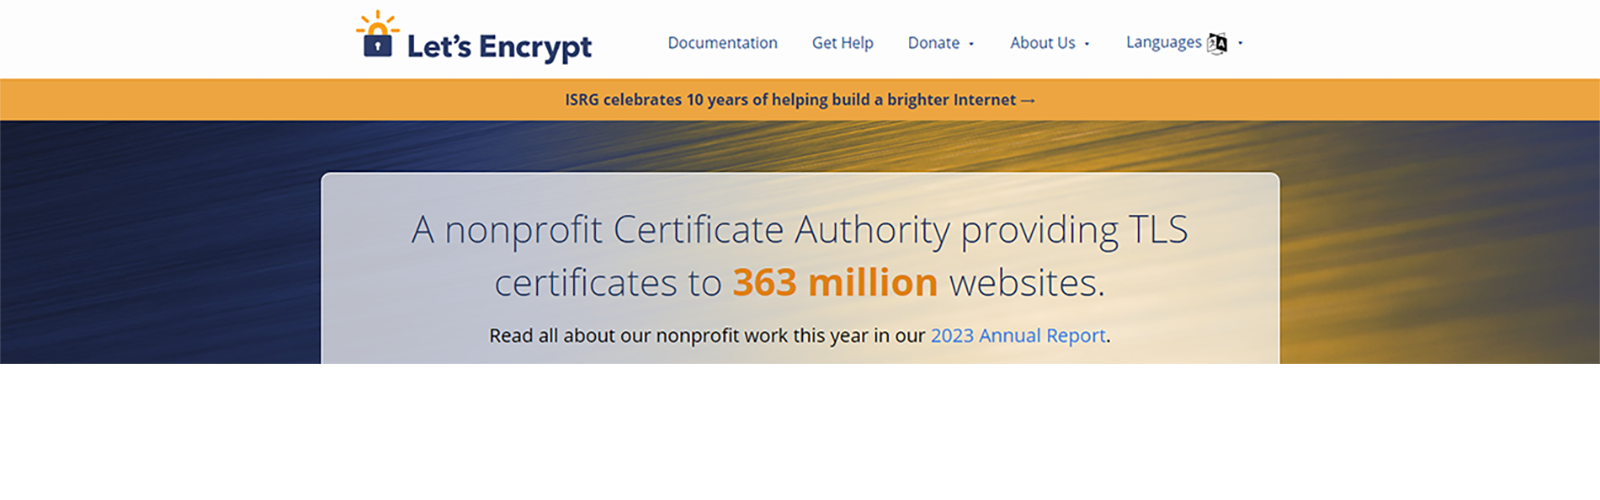 Let's Encrypt
Documentation
Get Help
Donate
About Us
Languages
ISRG celebrates 10 years of helping build a brighter Internet →
A nonprofit Certificate Authority providing TLS
certificates to 363 million websites.
Read all about our nonprofit work this year in our 2023 Annual Report.